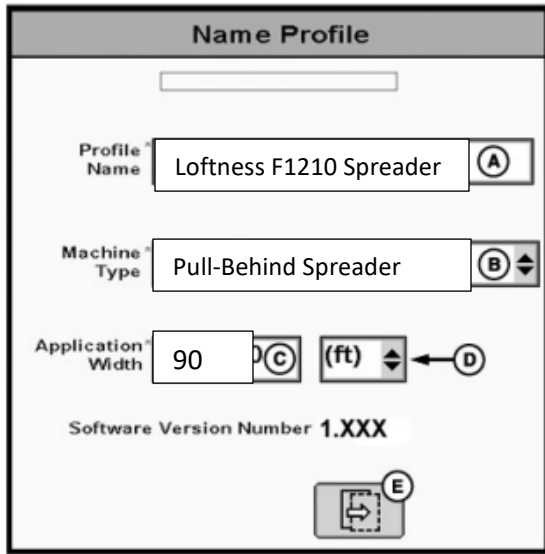 Name Profile
Profile*
Name
Loftness F1210 Spreader
A
Machine*
Type
Pull-Behind Spreader
B
Application*
Width
90
C
(ft)
D
Software Version Number 1.XXX
E